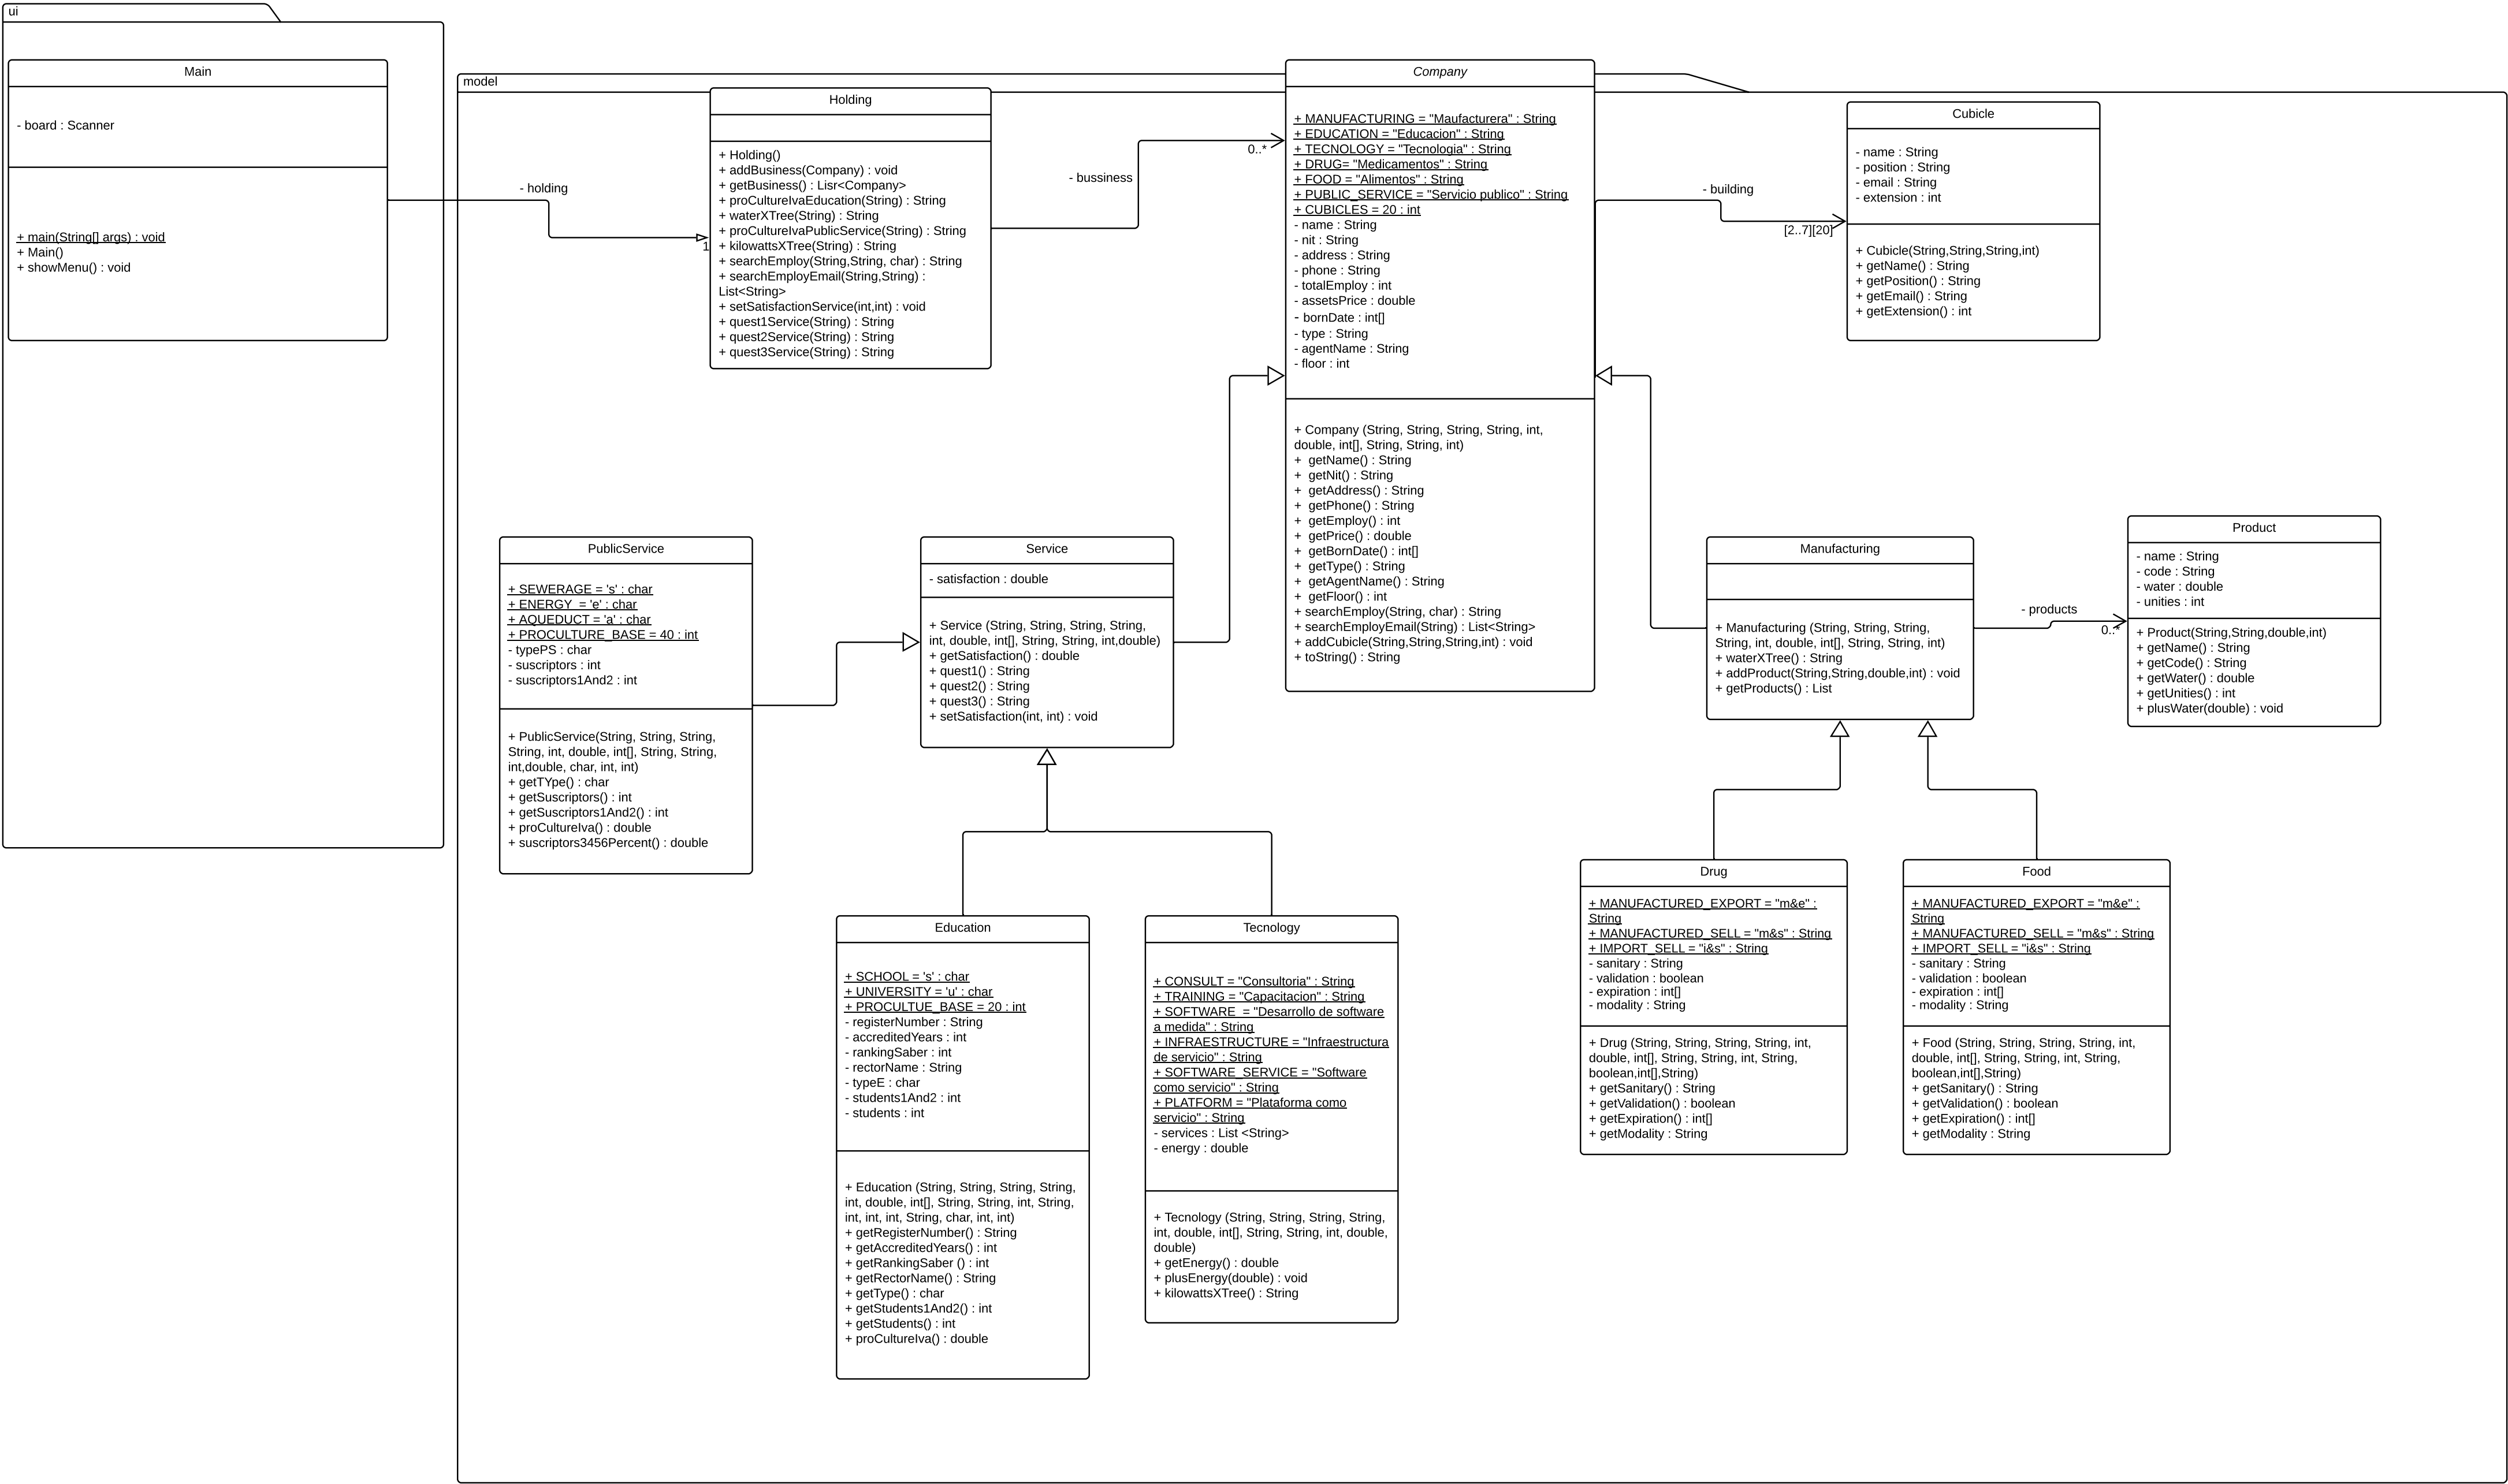 ui
Main
- board : Scanner
+ main(String[] args) : void
+ Main()
+ showMenu() : void
- holding
1
model
Holding
+ Holding()
+ addBusiness(Company) : void
+ getBusiness() : Lisr<Company>
+ proCultureIvaEducation(String) : String
+ waterXTree(String) : String
+ proCultureIvaPublicService(String) : String
+ kilowattsXTree(String) : String
+ searchEmploy(String,String, char) : String
+ searchEmployEmail(String,String) :
List<String>
+ setSatisfactionService(int,int) : void
+ quest1Service(String) : String
+ quest2Service(String) : String
+ quest3Service(String) : String
- bussiness
0..*
Company
+ MANUFACTURING = "Maufacturera" : String
+ EDUCATION = "Educacion" : String
+ TECNOLOGY = "Tecnologia" : String
+ DRUG= "Medicamentos" : String
+ FOOD = "Alimentos" : String
+ PUBLIC_SERVICE = "Servicio publico" : String
+ CUBICLES = 20 : int
- name : String
- nit : String
- address : String
- phone : String
- totalEmploy : int
- assetsPrice : double
- bornDate : int[]
- type : String
- agentName : String
- floor : int
+ Company (String, String, String, String, int,
double, int[], String, String, int)
+  getName() : String
+  getNit() : String
+  getAddress() : String
+  getPhone() : String
+  getEmploy() : int
+  getPrice() : double
+  getBornDate() : int[]
+  getType() : String
+  getAgentName() : String
+  getFloor() : int
+ searchEmploy(String, char) : String
+ searchEmployEmail(String) : List<String>
+ addCubicle(String,String,String,int) : void
+ toString() : String
- building
[2..7][20]
Cubicle
- name : String
- position : String
- email : String
- extension : int
+ Cubicle(String,String,String,int)
+ getName() : String
+ getPosition() : String
+ getEmail() : String
+ getExtension() : int
PublicService
+ SEWERAGE = 's' : char
+ ENERGY  = 'e' : char
+ AQUEDUCT = 'a' : char
+ PROCULTURE_BASE = 40 : int
- typePS : char
- suscriptors : int
- suscriptors1And2 : int
+ PublicService(String, String, String,
String, int, double, int[], String, String,
int,double, char, int, int)
+ getTYpe() : char
+ getSuscriptors() : int
+ getSuscriptors1And2() : int
+ proCultureIva() : double
+ suscriptors3456Percent() : double
Service
- satisfaction : double
+ Service (String, String, String, String,
int, double, int[], String, String, int,double)
+ getSatisfaction() : double
+ quest1() : String
+ quest2() : String
+ quest3() : String
+ setSatisfaction(int, int) : void
Manufacturing
+ Manufacturing (String, String, String,
String, int, double, int[], String, String, int)
+ waterXTree() : String
+ addProduct(String,String,double,int) : void
+ getProducts() : List
- products
0..*
Product
- name : String
- code : String
- water : double
- unities : int
+ Product(String,String,double,int)
+ getName() : String
+ getCode() : String
+ getWater() : double
+ getUnities() : int
+ plusWater(double) : void
Education
+ SCHOOL = 's' : char
+ UNIVERSITY = 'u' : char
+ PROCULTUE_BASE = 20 : int
- registerNumber : String
- accreditedYears : int
- rankingSaber : int
- rectorName : String
- typeE : char
- students1And2 : int
- students : int
+ Education (String, String, String, String,
int, double, int[], String, String, int, String,
int, int, int, String, char, int, int)
+ getRegisterNumber() : String
+ getAccreditedYears() : int
+ getRankingSaber () : int
+ getRectorName() : String
+ getType() : char
+ getStudents1And2() : int
+ getStudents() : int
+ proCultureIva() : double
Tecnology
+ CONSULT = "Consultoria" : String
+ TRAINING = "Capacitacion" : String
+ SOFTWARE  = "Desarrollo de software
a medida" : String
+ INFRAESTRUCTURE = "Infraestructura
de servicio" : String
+ SOFTWARE_SERVICE = "Software
como servicio" : String
+ PLATFORM = "Plataforma como
servicio" : String
- services : List <String>
- energy : double
+ Tecnology (String, String, String, String,
int, double, int[], String, String, int, double,
double)
+ getEnergy() : double
+ plusEnergy(double) : void
+ kilowattsXTree() : String
Drug
+ MANUFACTURED_EXPORT = "m&e" :
String
+ MANUFACTURED_SELL = "m&s" : String
+ IMPORT_SELL = "i&s" : String
- sanitary : String
- validation : boolean
- expiration : int[]
- modality : String
+ Drug (String, String, String, String, int,
double, int[], String, String, int, String,
boolean,int[],String)
+ getSanitary() : String
+ getValidation() : boolean
+ getExpiration() : int[]
+ getModality : String
Food
+ MANUFACTURED_EXPORT = "m&e" :
String
+ MANUFACTURED_SELL = "m&s" : String
+ IMPORT_SELL = "i&s" : String
- sanitary : String
- validation : boolean
- expiration : int[]
- modality : String
+ Food (String, String, String, String, int,
double, int[], String, String, int, String,
boolean,int[],String)
+ getSanitary() : String
+ getValidation() : boolean
+ getExpiration() : int[]
+ getModality : String